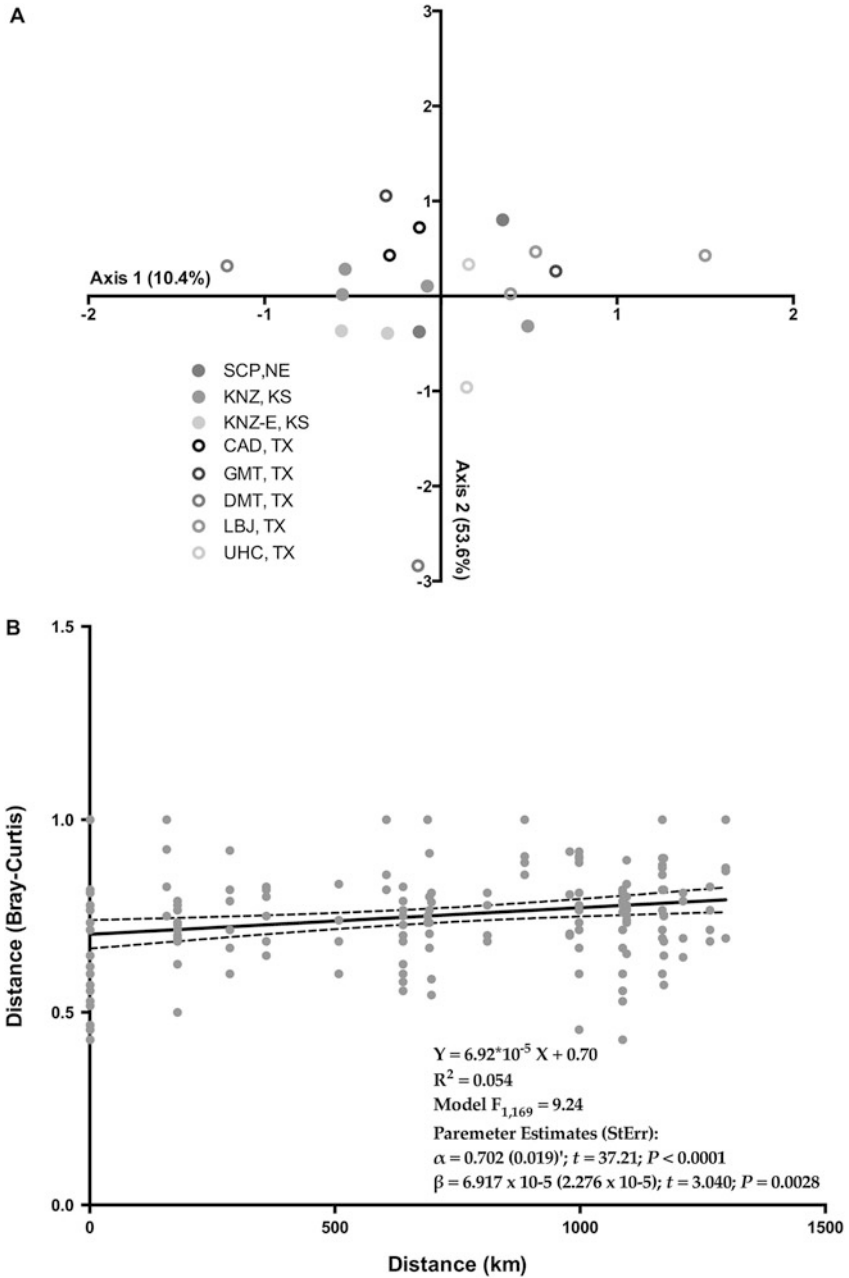 A
3
2
1
Axis 1 (10.4%)
-2
-1
1
2
-1
-2
-3
Axis 2 (53.6%)
SCP,NE
KNZ, KS
KNZ-E, KS
CAD, TX
GMT, TX
DMT, TX
LBJ, TX
UHC, TX
B
1.5
1.0
0.5
0.0
Distance (Bray-Curtis)
Y = 6.92*10-5 X + 0.70
R2 = 0.054
Model F1,169 = 9.24
Paremeter Estimates (StErr):
α = 0.702 (0.019)'; t = 37.21; P < 0.0001
β = 6.917 x 10-5 (2.276 x 10-5); t = 3.040; P = 0.0028
0
500
1000
1500
Distance (km)